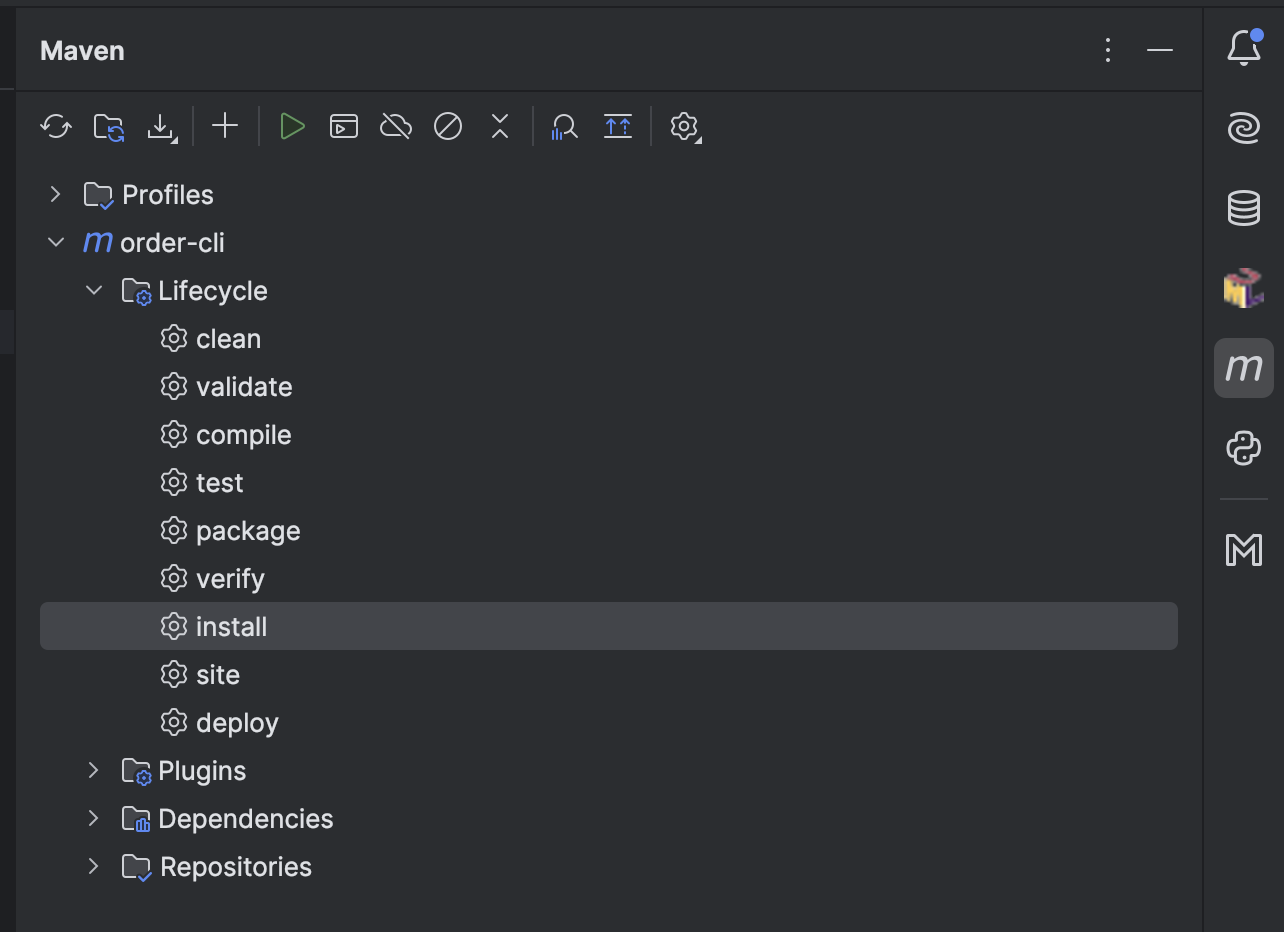 Maven
Profiles
order-cli
Lifecycle
clean
validate
compile
test
package
verify
install
site
deploy
Plugins
Dependencies
Repositories